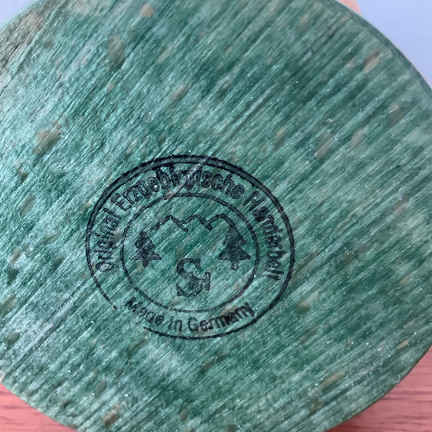 Original Erzgebirgische Handarbeit
Made in Germany